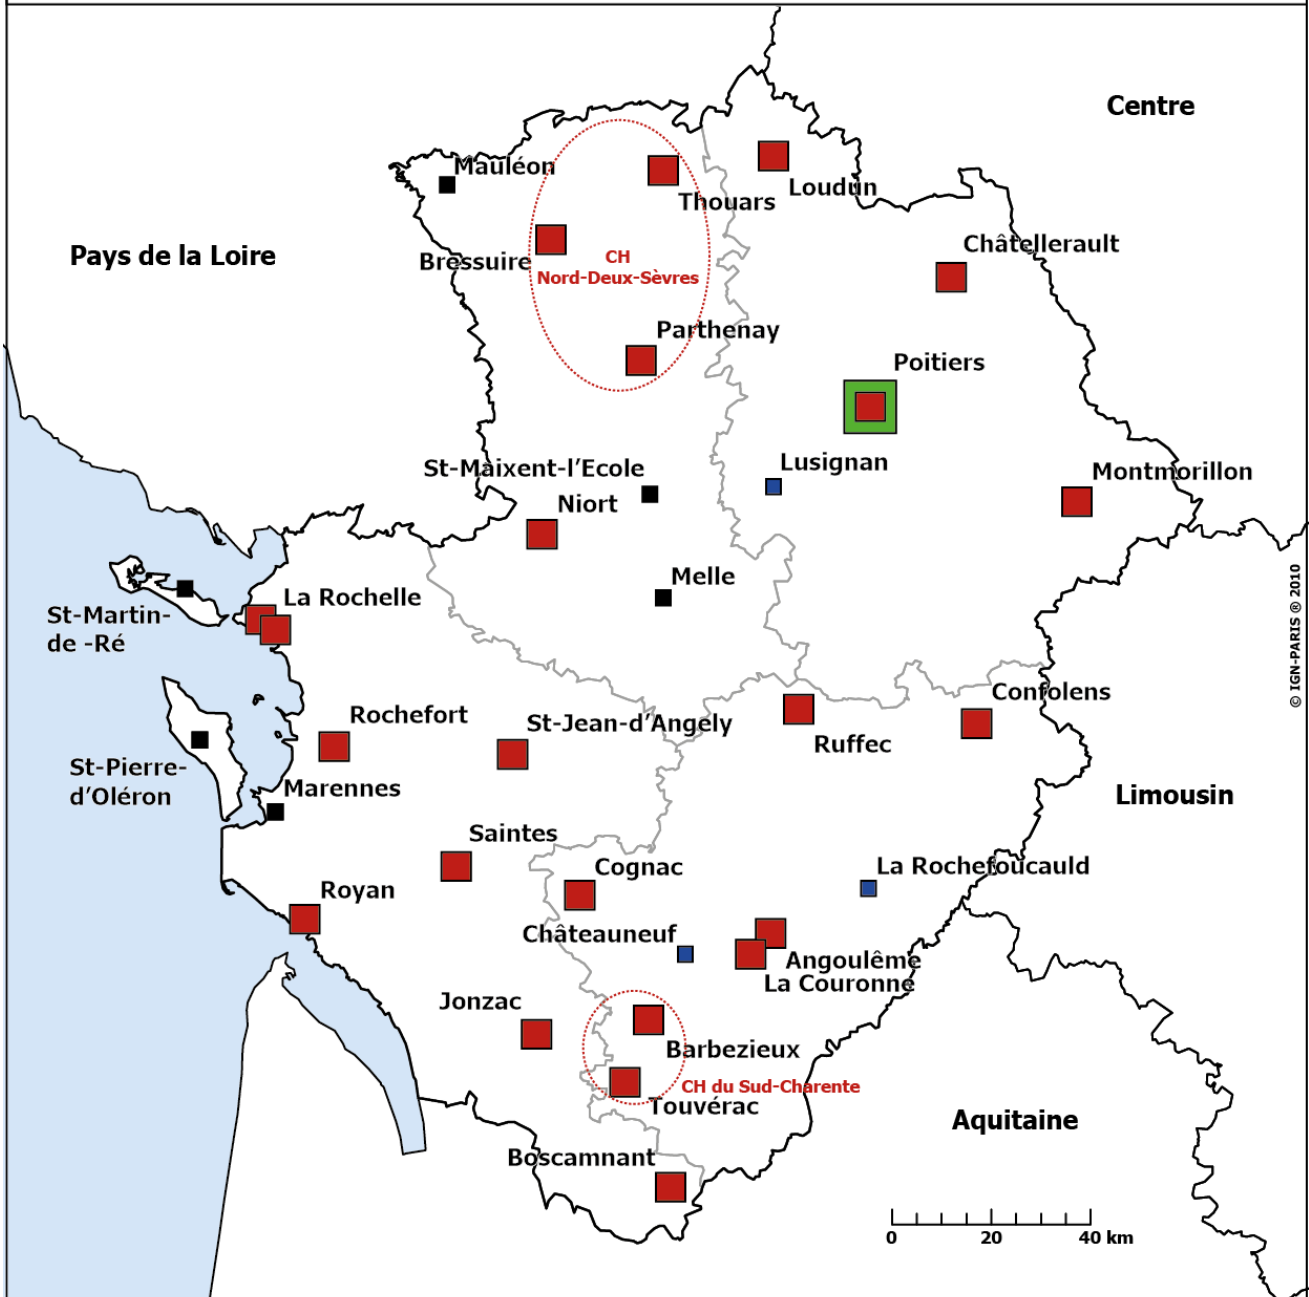 Centre
Mauléon
Loudun
Thouars
Pays de la Loire
Châtellerault
Bressuire
CH
Nord-Deux-Sèvres
Parthenay
Poitiers
St-Maixent-l'Ecole
Lusignan
Montmorillon
Niort
Melle
La Rochelle
St-Martin-
de -Ré
© IGN-PARIS ® 2010
Confolens
Rochefort
St-Jean-d'Angely
Ruffec
St-Pierre-
d'Oléron
Marennes
Limousin
Saintes
Cognac
La Rochefoucauld
Royan
Châteauneuf
Angoulême
La Couronne
Jonzac
Barbezieux
CH du Sud-Charente
Touvérac
Aquitaine
Boscamnant
0 20 40 km